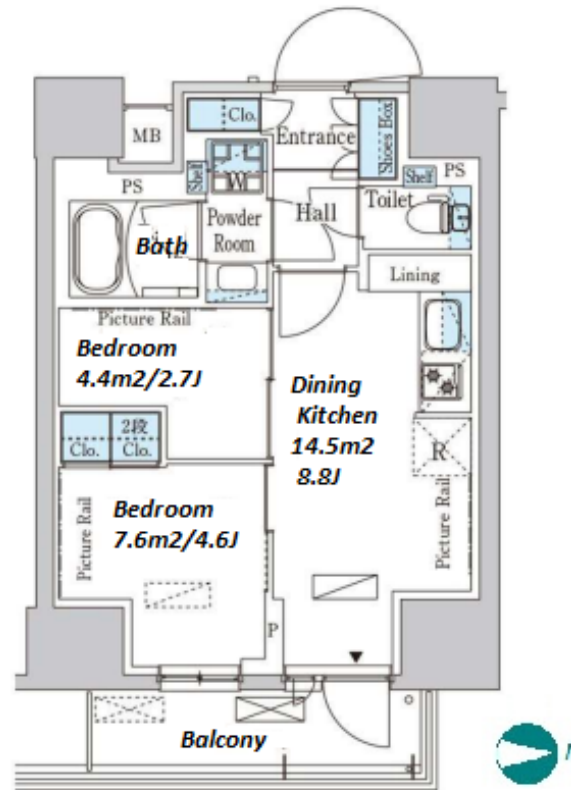 Clo.
Entrance
Shoes Box
MB
PS
Shelf
W
Shelf
PS
Toilet
Powder
Room
Hall
Bath
Lining
Picture Rail
Bedroom
4.4m2/2.7J
Dining
Kitchen
14.5m2
8.8J
Clo.
2段
Clo.
R
Picture Rail
Bedroom
7.6m2/4.6J
Picture Rail
P
Balcony